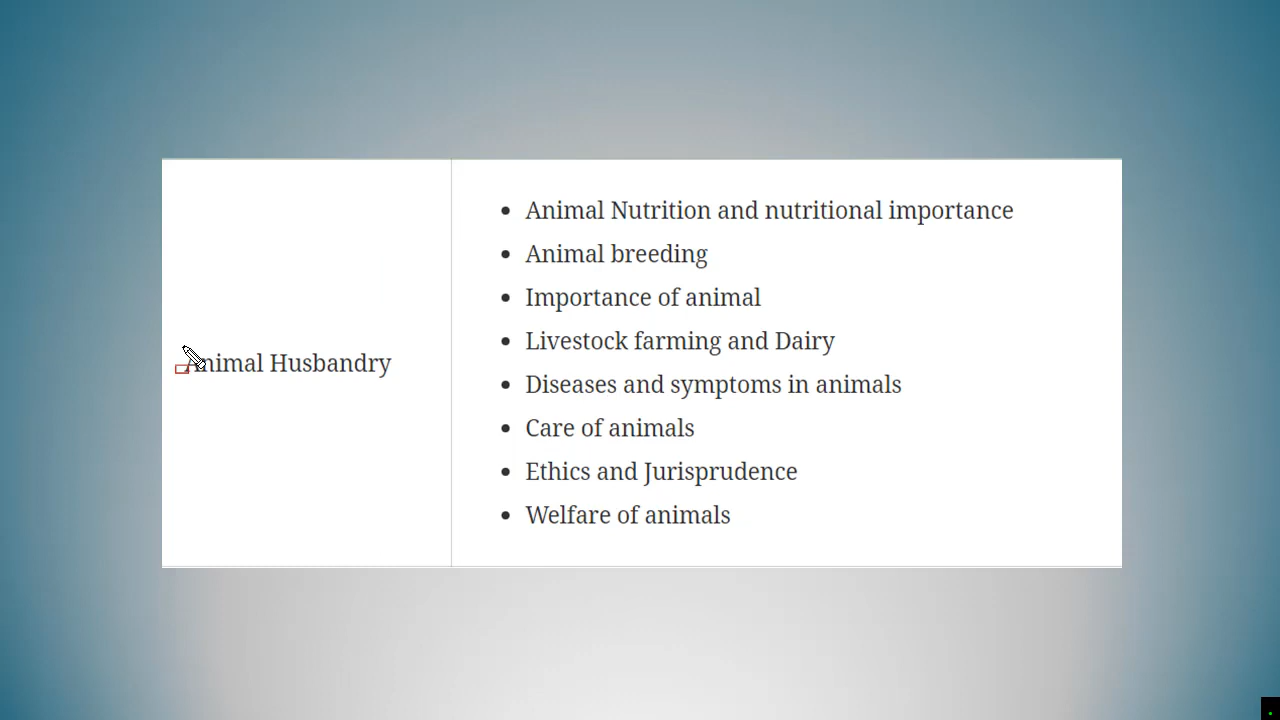 Animal Husbandry
Animal Nutrition and nutritional importance
Animal breeding
Importance of animal
Livestock farming and Dairy
Diseases and symptoms in animals
Care of animals
Ethics and Jurisprudence
Welfare of animals